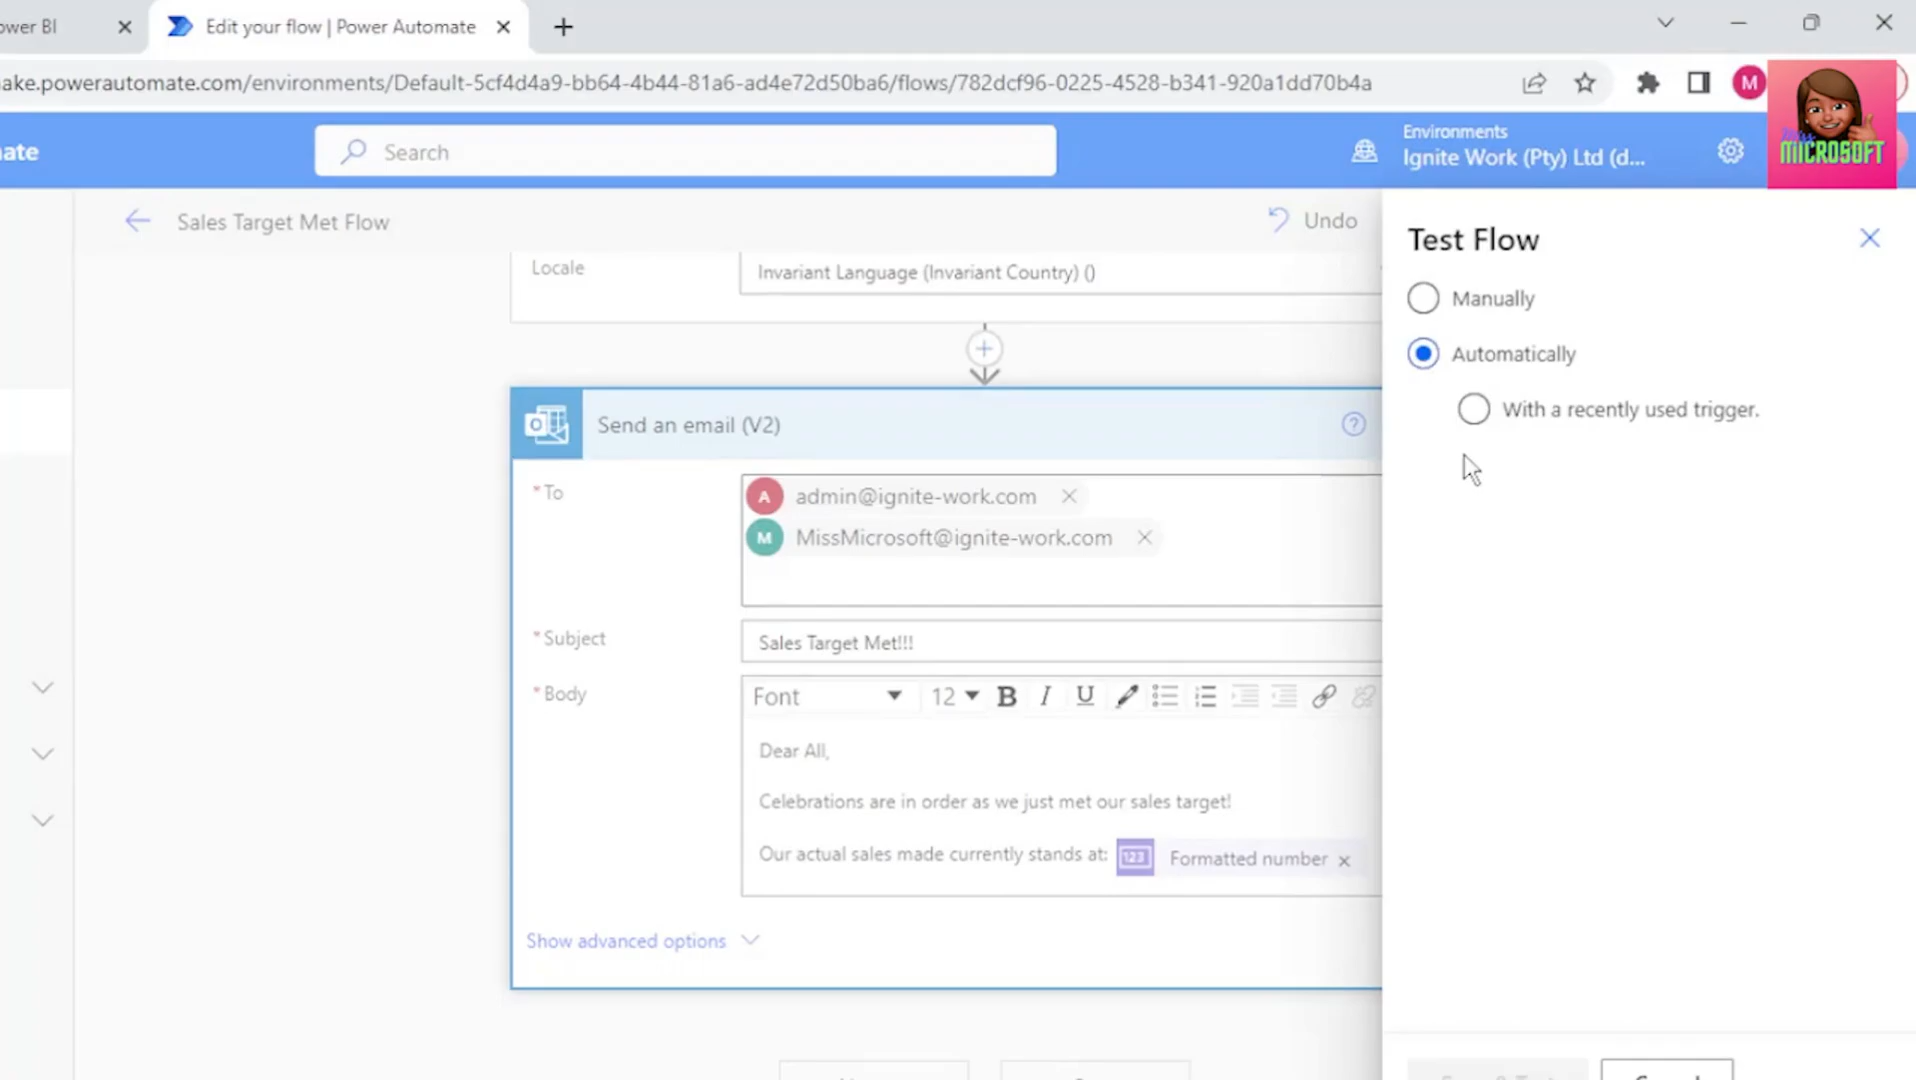 ower BI
Edit your flow | Power Automate
ake.powerautomate.com/environments/Default-5cf4d4a9-bb64-4b44-81a6-ad4e72d50ba6/flows/782dcf96-0225-4528-b341-920a1dd70b4a
M
ate
Search
Environments
Ignite Work (Pty) Ltd (d...
Miss
MICROSOFT
Sales Target Met Flow
Undo
Test Flow
Locale
Invariant Language (Invariant Country) ()
Manually
Automatically
With a recently used trigger.
Send an email (V2)
* To
A admin@ignite-work.com
M MissMicrosoft@ignite-work.com
* Subject
Sales Target Met!!!
* Body
Font 12 B I U
Dear All,
Celebrations are in order as we just met our sales target!
Our actual sales made currently stands at: 123 Formatted number ×
Show advanced options